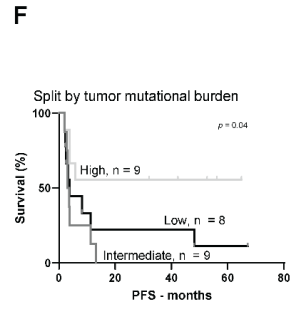 F
Split by tumor mutational burden
p = 0.04
100
50
0
Survival (%)
High, n = 9
Low, n = 8
Intermediate, n = 9
0 20 40 60 80
PFS - months